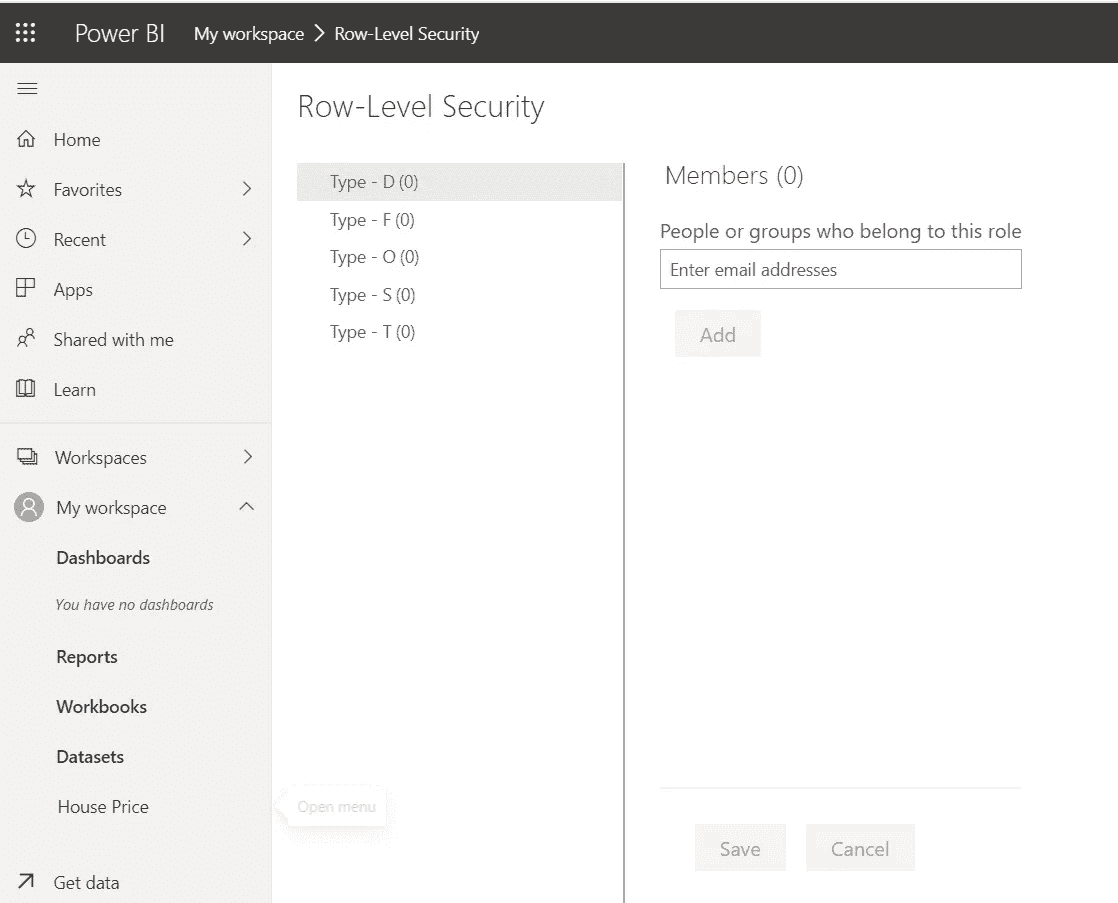 Power BI My workspace > Row-Level Security
Home
Favorites
Recent
Apps
Shared with me
Learn
Workspaces
My workspace
Dashboards
You have no dashboards
Reports
Workbooks
Datasets
House Price
Open menu
Get data
Row-Level Security
Type - D (0)
Type - F (0)
Type - O (0)
Type - S (0)
Type - T (0)
Members (0)
People or groups who belong to this role
Enter email addresses
Add
Save Cancel